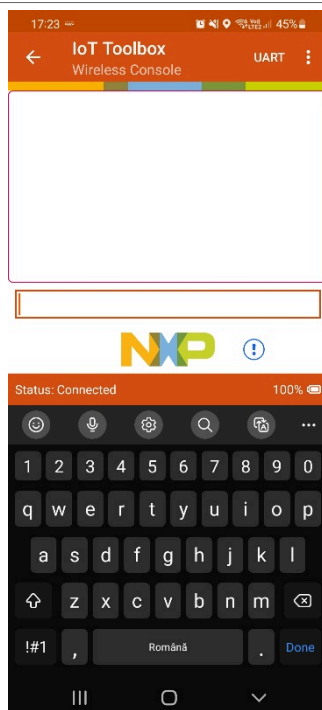 17:23 45%
IoT Toolbox
Wireless Console
UART
NXP
Status: Connected 100%
1 2 3 4 5 6 7 8 9 0
q w e r t y u i o p
a s d f g h j k l
z x c v b n m
!#1 , Română . Done